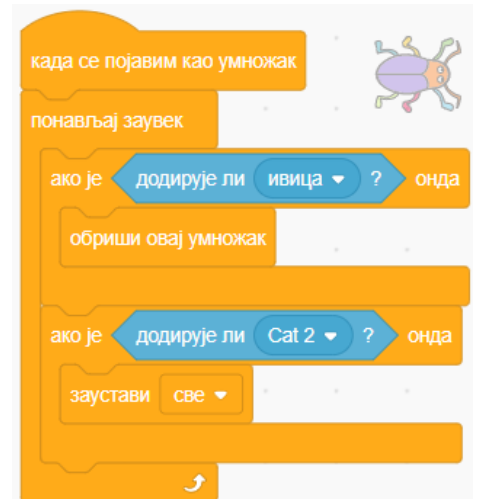 када се појавим као умножак
понављај заувек
ако је додирује ли ивица ? онда
обриши овај умножак
ако је додирује ли Cat 2 ? онда
заустави све